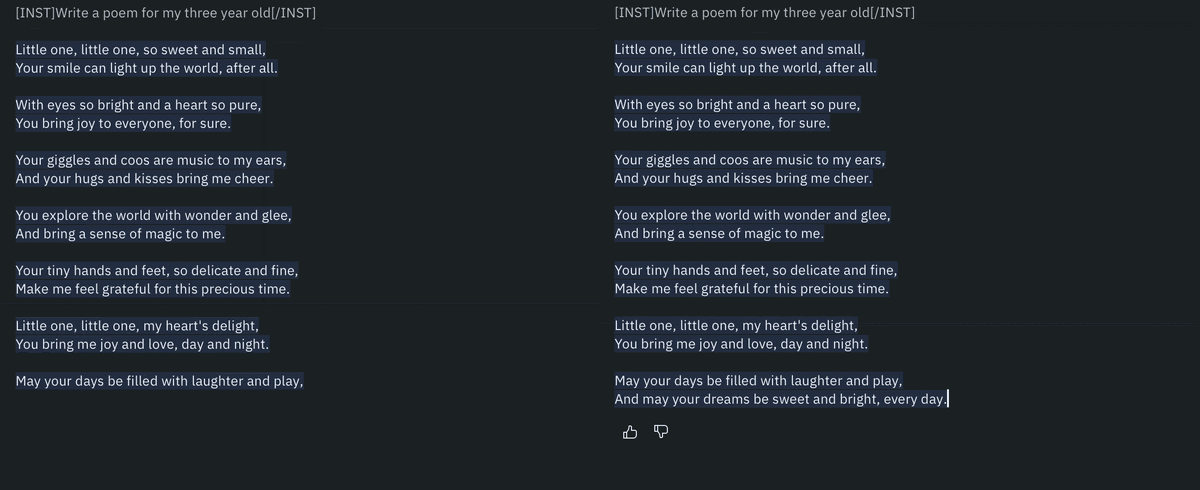 [INST]Write a poem for my three year old[/INST]
Little one, little one, so sweet and small,
Your smile can light up the world, after all.
With eyes so bright and a heart so pure,
You bring joy to everyone, for sure.
Your giggles and coos are music to my ears,
And your hugs and kisses bring me cheer.
You explore the world with wonder and glee,
And bring a sense of magic to me.
Your tiny hands and feet, so delicate and fine,
Make me feel grateful for this precious time.
Little one, little one, my heart's delight,
You bring me joy and love, day and night.
May your days be filled with laughter and play,
[INST]Write a poem for my three year old[/INST]
Little one, little one, so sweet and small,
Your smile can light up the world, after all.
With eyes so bright and a heart so pure,
You bring joy to everyone, for sure.
Your giggles and coos are music to my ears,
And your hugs and kisses bring me cheer.
You explore the world with wonder and glee,
And bring a sense of magic to me.
Your tiny hands and feet, so delicate and fine,
Make me feel grateful for this precious time.
Little one, little one, my heart's delight,
You bring me joy and love, day and night.
May your days be filled with laughter and play,
And may your dreams be sweet and bright, every day.